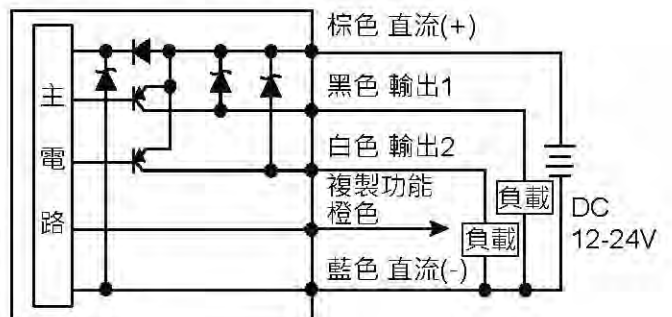 棕色 直流(+)
主
黑色 輸出1
電
白色 輸出2
複製功能
橙色
路
負載
負載
DC
12-24V
藍色 直流(-)